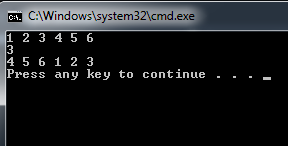 C:\Windows\system32\cmd.exe
1 2 3 4 5 6
3
4 5 6 1 2 3
Press any key to continue . . .